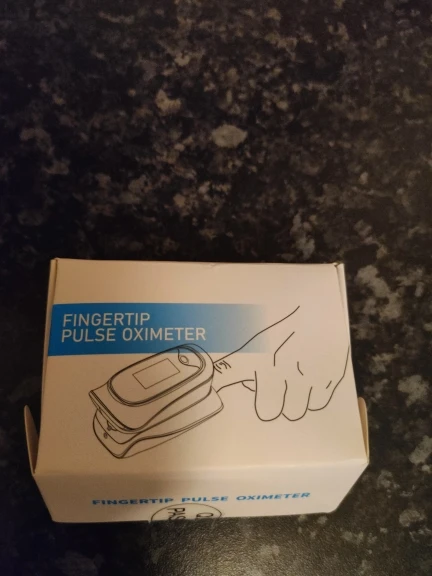 FINGERTIP
PULSE OXIMETER
FINGERTIP PULSE OXIMETER